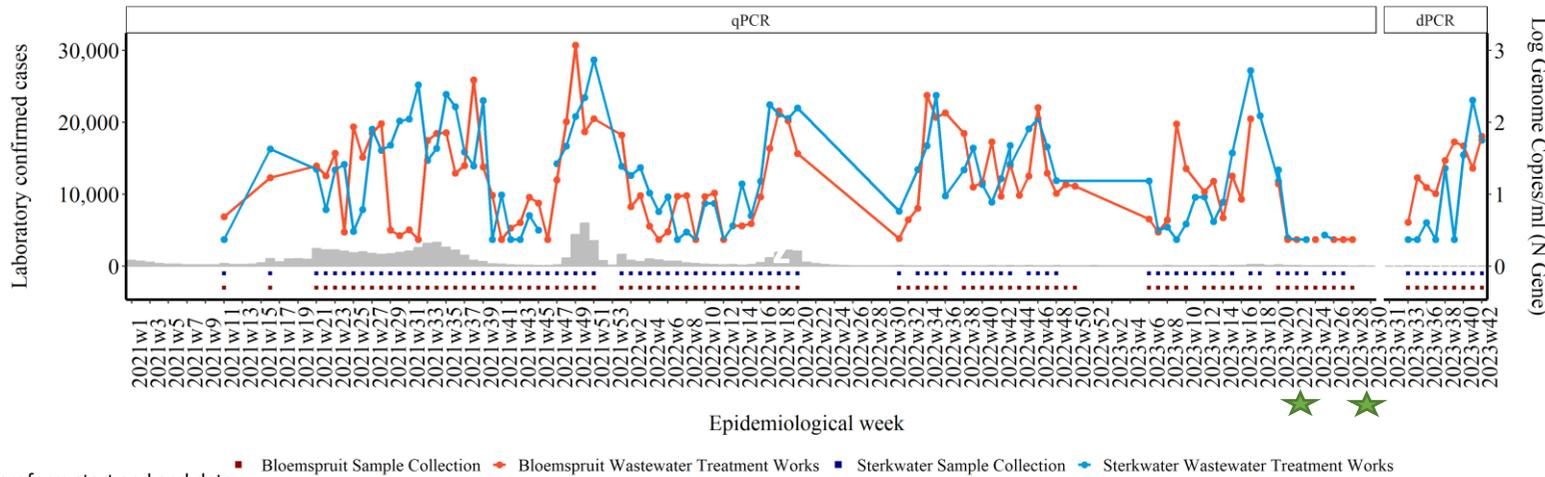 qPCR
dPCR
Laboratory confirmed cases
30,000
20,000
10,000
0
3
2
1
0
Log Genome Copies/ml (N Gene)
2021w1
2021w3
2021w5
2021w7
2021w9
2021w11
2021w13
2021w15
2021w17
2021w19
2021w21
2021w23
2021w25
2021w27
2021w29
2021w31
2021w33
2021w35
2021w37
2021w39
2021w41
2021w43
2021w45
2021w47
2021w49
2021w51
2021w53
2022w2
2022w4
2022w6
2022w8
2022w10
2022w12
2022w14
2022w16
2022w18
2022w20
2022w22
2022w24
2022w26
2022w28
2022w30
2022w32
2022w34
2022w36
2022w38
2022w40
2022w42
2022w44
2022w46
2022w48
2022w50
2022w52
2023w2
2023w4
2023w6
2023w8
2023w10
2023w12
2023w14
2023w16
2023w18
2023w20
2023w22
2023w24
2023w26
2023w28
2023w30
2023w31
2023w33
2023w36
2023w38
2023w40
2023w42
Epidemiological week
Bloemspruit Sample Collection
Bloemspruit Wastewater Treatment Works
Sterkwater Sample Collection
Sterkwater Wastewater Treatment Works